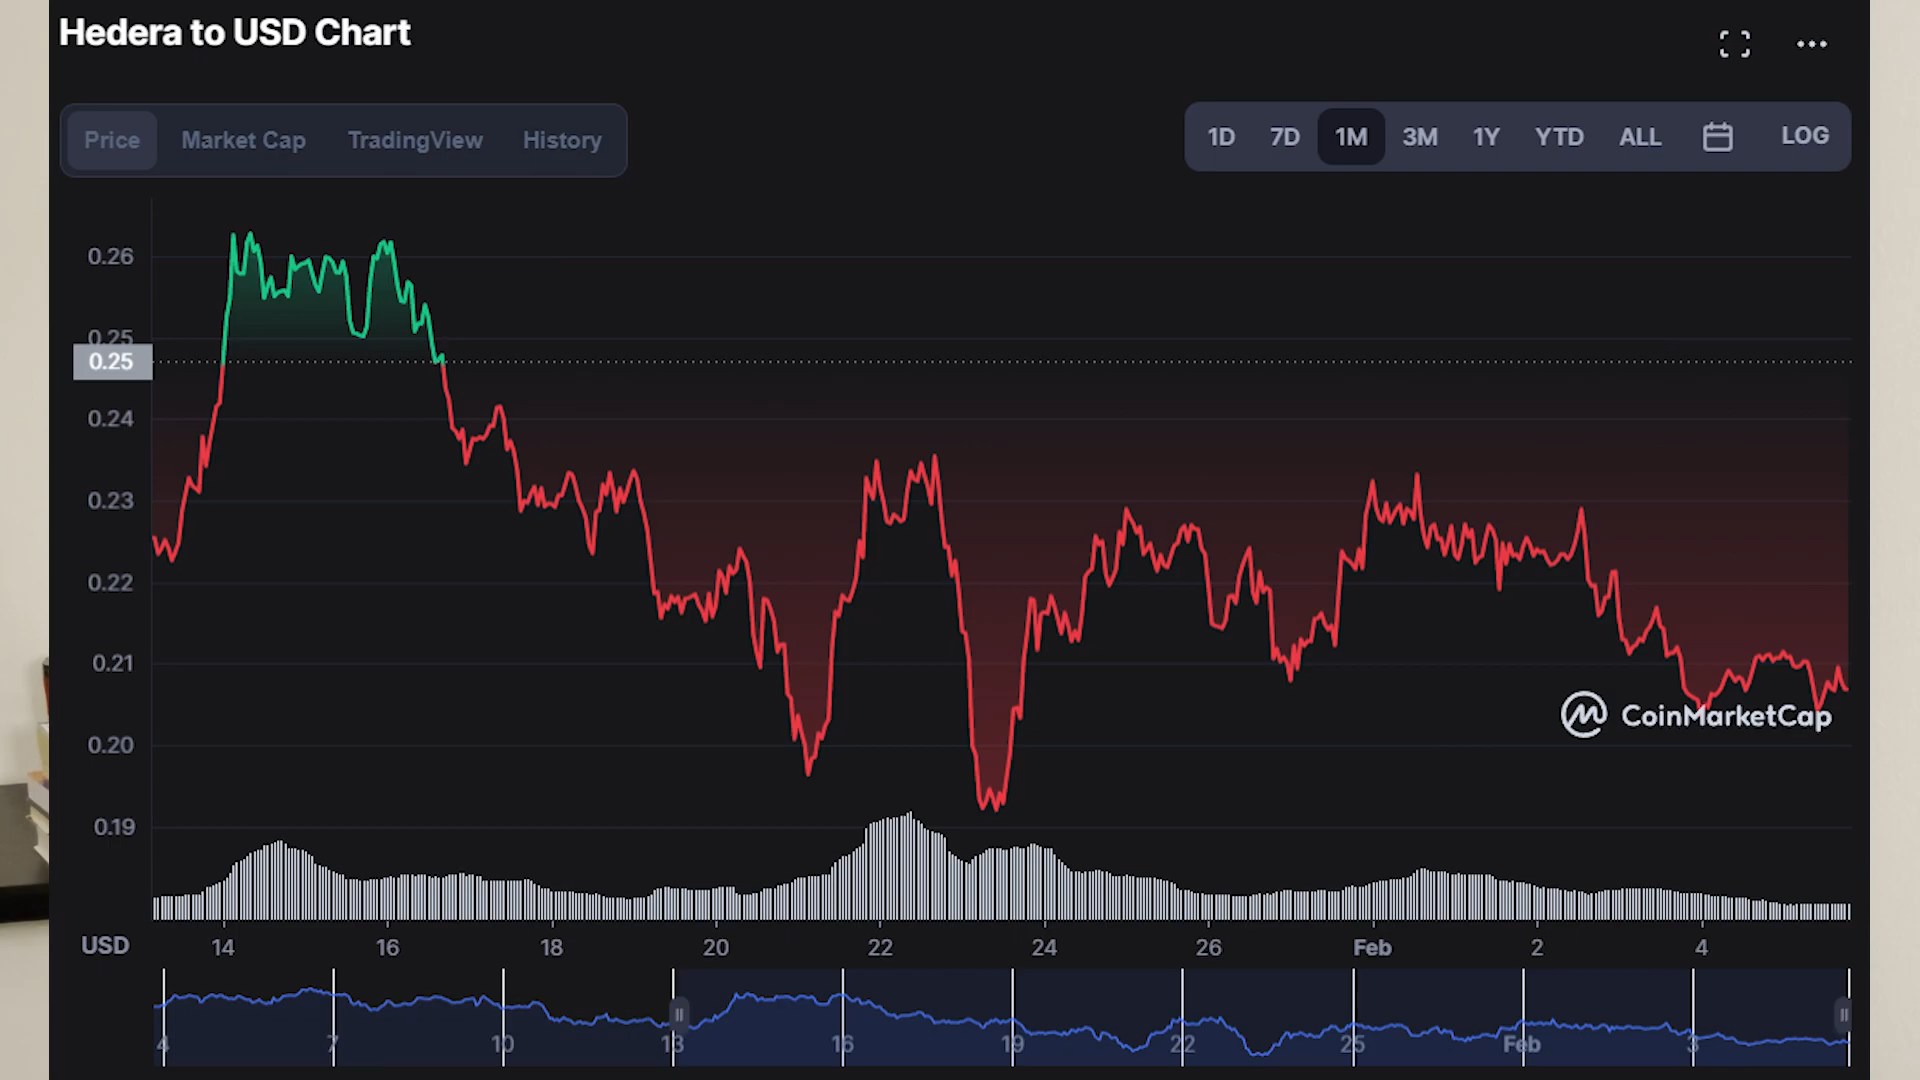 Hedera to USD Chart
Price Market Cap TradingView History
1D 7D 1M 3M 1Y YTD ALL LOG
0.26
0.25
0.25
0.24
0.23
0.22
0.21
0.20
0.19
CoinMarketCap
USD 14 16 18 20 22 24 26 Feb 2 4
4 7 10 13 16 19 22 25 Feb 3